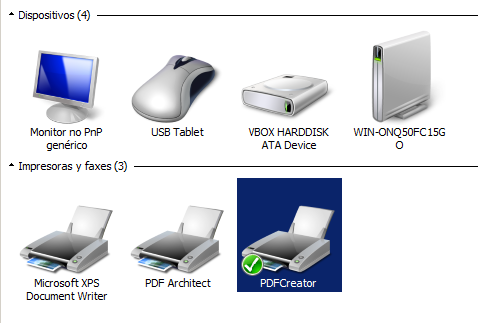 Dispositivos (4)
Monitor no PnP
genérico
USB Tablet
VBOX HARDDISK
ATA Device
WIN-ONQ50FC15G
O
Impresoras y faxes (3)
Microsoft XPS
Document Writer
PDF Architect
PDFCreator